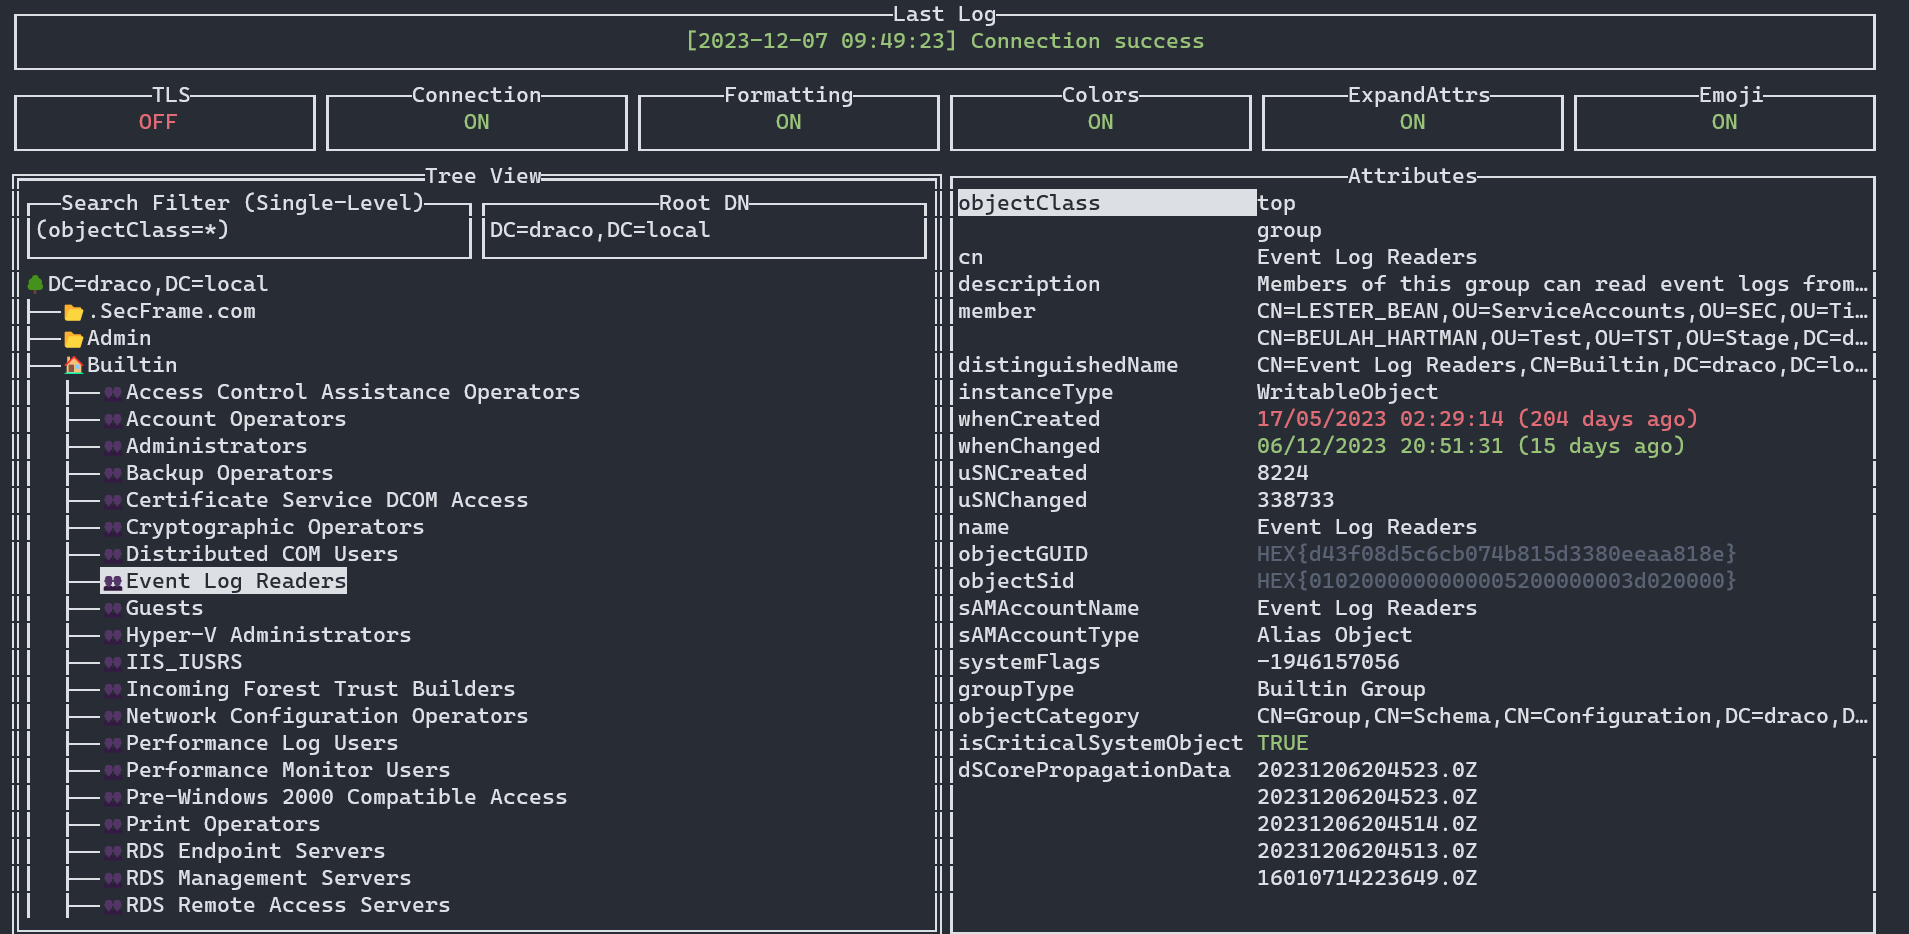 Last Log
[2023-12-07 09:49:23] Connection success
TLS Connection Formatting Colors ExpandAttrs Emoji
OFF ON ON ON ON ON
Tree View
Search Filter (Single-Level) Root DN
(objectClass=*) DC=draco,DC=local
DC=draco,DC=local
.SecFrame.com
Admin
Builtin
Access Control Assistance Operators
Account Operators
Administrators
Backup Operators
Certificate Service DCOM Access
Cryptographic Operators
Distributed COM Users
Event Log Readers
Guests
Hyper-V Administrators
IIS_IUSRS
Incoming Forest Trust Builders
Network Configuration Operators
Performance Log Users
Performance Monitor Users
Pre-Windows 2000 Compatible Access
Print Operators
RDS Endpoint Servers
RDS Management Servers
RDS Remote Access Servers
Attributes
objectClass top
group
cn Event Log Readers
description Members of this group can read event logs from…
member CN=LESTER_BEAN,OU=ServiceAccounts,OU=SEC,OU=Ti…
CN=BEULAH_HARTMAN,OU=Test,OU=TST,OU=Stage,DC=d…
distinguishedName CN=Event Log Readers,CN=Builtin,DC=draco,DC=lo…
instanceType WritableObject
whenCreated 17/05/2023 02:29:14 (204 days ago)
whenChanged 06/12/2023 20:51:31 (15 days ago)
uSNCreated 8224
uSNChanged 338733
name Event Log Readers
objectGUID HEX{d43f08d5c6cb074b815d3380eeaa818e}
objectSid HEX{01020000000000052000000003d020000}
sAMAccountName Event Log Readers
sAMAccountType Alias Object
systemFlags -1946157056
groupType Builtin Group
objectCategory CN=Group,CN=Schema,CN=Configuration,DC=draco,D…
isCriticalSystemObject TRUE
dSCorePropagationData 20231206204523.0Z
20231206204523.0Z
20231206204514.0Z
20231206204513.0Z
16010714223649.0Z